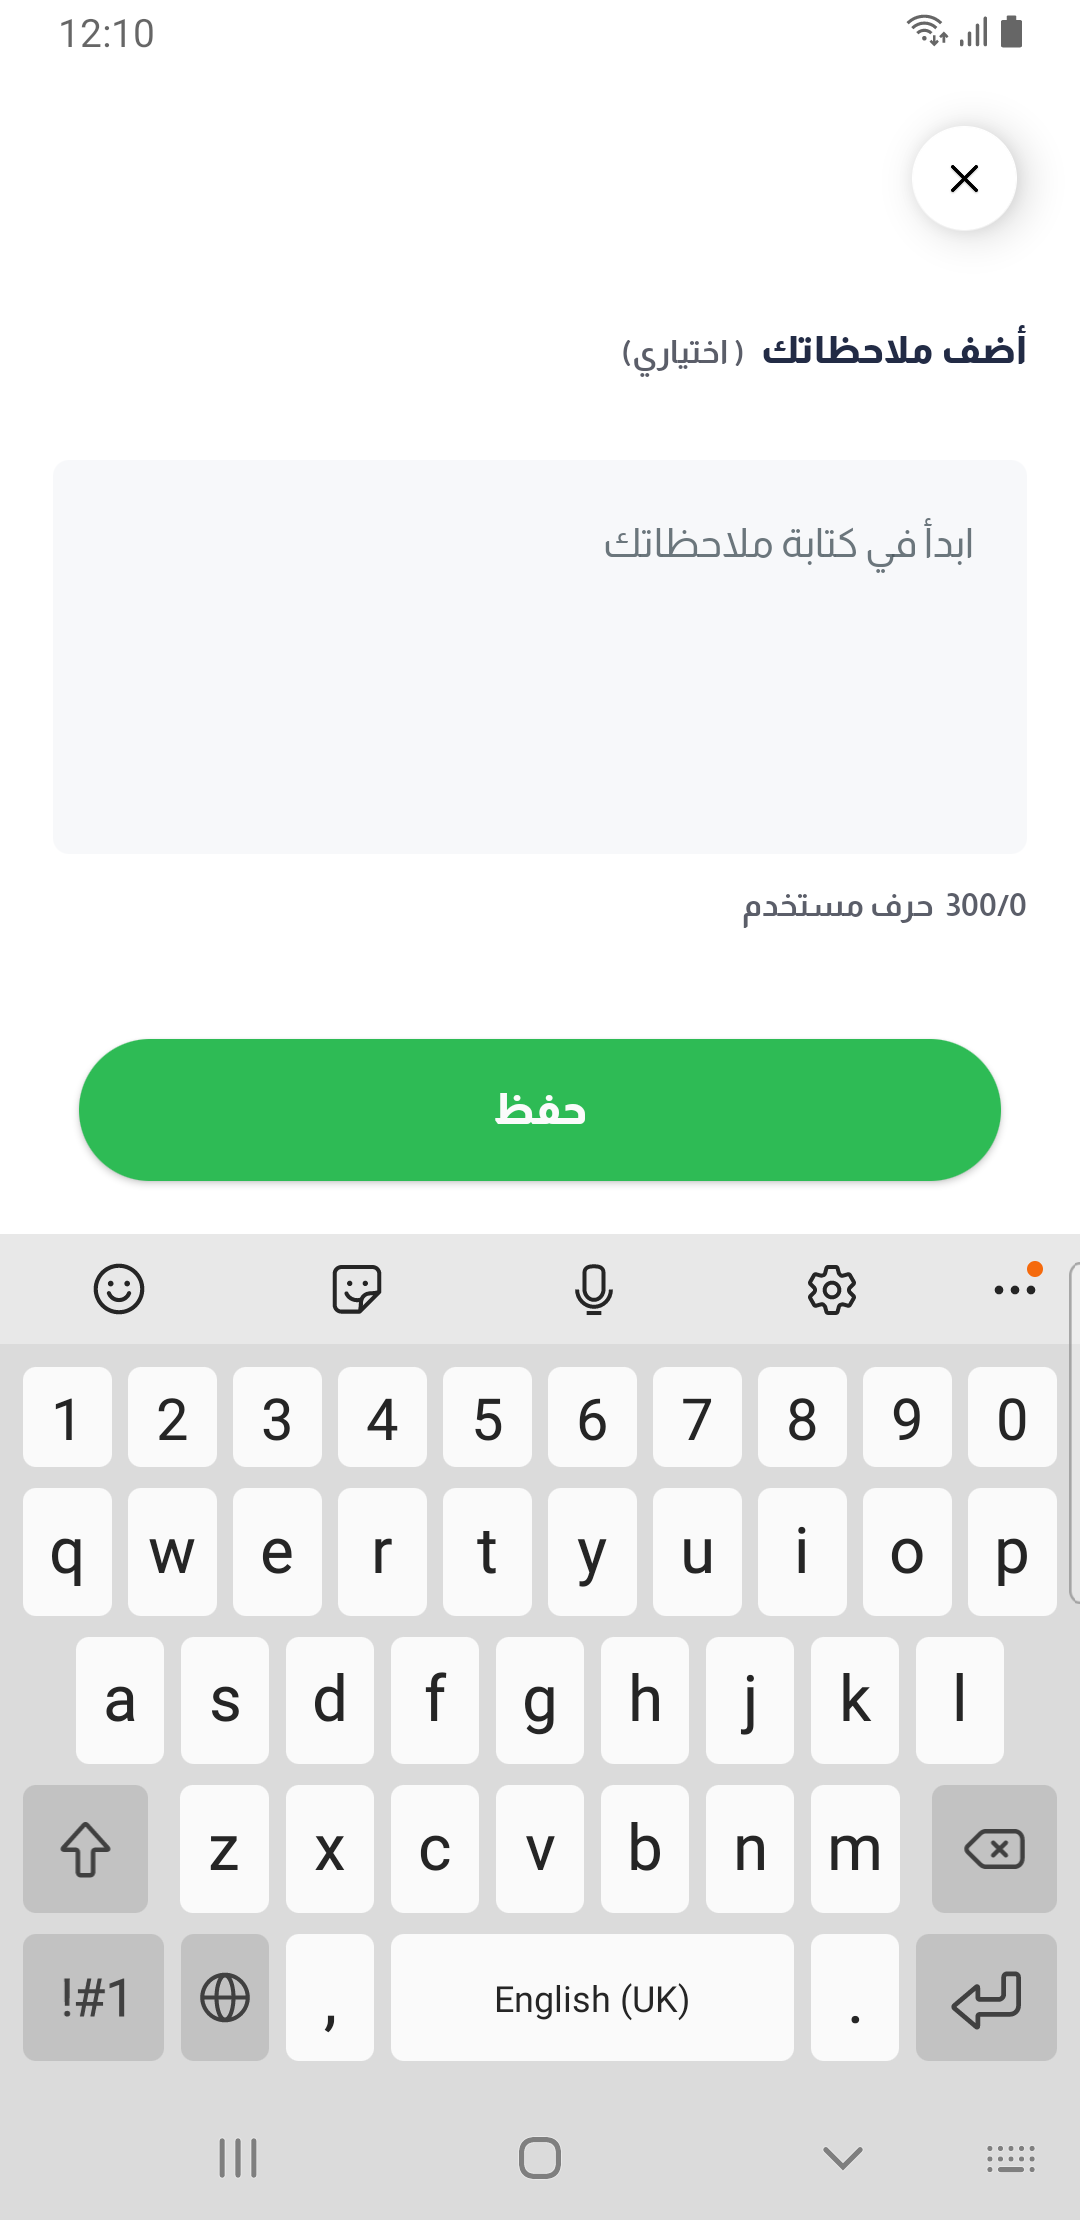 12:10
أضف ملاحظاتك ( اختياري)
ابدأ في كتابة ملاحظاتك
300/0 حرف مستخدم
حفظ
1 2 3 4 5 6 7 8 9 0
q w e r t y u i o p
a s d f g h j k l
z x c v b n m
!#1 , English (UK) .